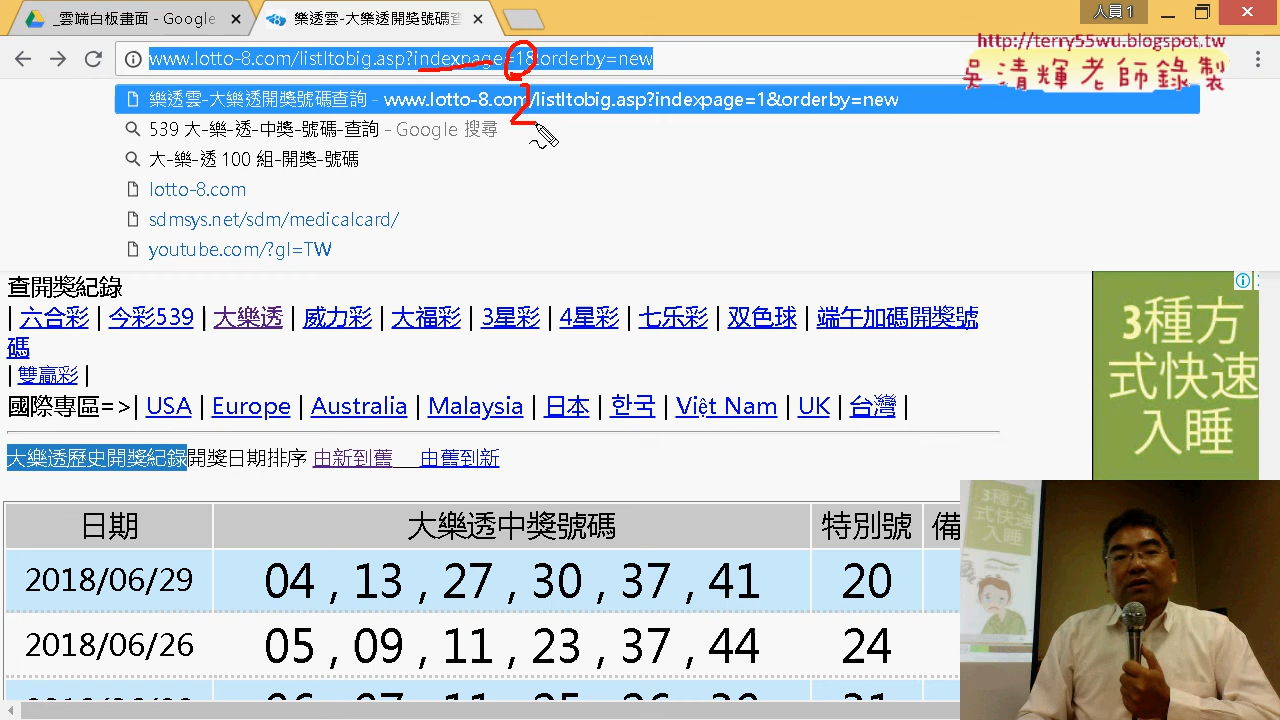 _雲端白板畫面 - Google
樂透雲-大樂透開獎號碼查
人員 1
www.lotto-8.com/listltobig.asp?indexpage=1&orderby=new
http://terry55wu.blogspot.tw
吳清輝老師錄製
2
樂透雲-大樂透開獎號碼查詢 - www.lotto-8.com/listltobig.asp?indexpage=1&orderby=new
539 大-樂-透-中獎-號碼-查詢 - Google 搜尋
大-樂-透 100 組-開獎-號碼
lotto-8.com
sdmsys.net/sdm/medicalcard/
youtube.com/?gl=TW
查開獎紀錄
| 六合彩 | 今彩539 | 大樂透 | 威力彩 | 大福彩 | 3星彩 | 4星彩 | 七乐彩 | 双色球 | 端午加碼開獎號
碼
| 雙贏彩 |
國際專區=>| USA | Europe | Australia | Malaysia | 日本 | 한국 | Việt Nam | UK | 台灣 |
大樂透歷史開獎紀錄開獎日期排序 由新到舊 由舊到新
3種方
式快速
入睡
日期 大樂透中獎號碼 特別號 備
2018/06/29 04 , 13 , 27 , 30 , 37 , 41 20
2018/06/26 05 , 09 , 11 , 23 , 37 , 44 24
3種方
式快速
入睡